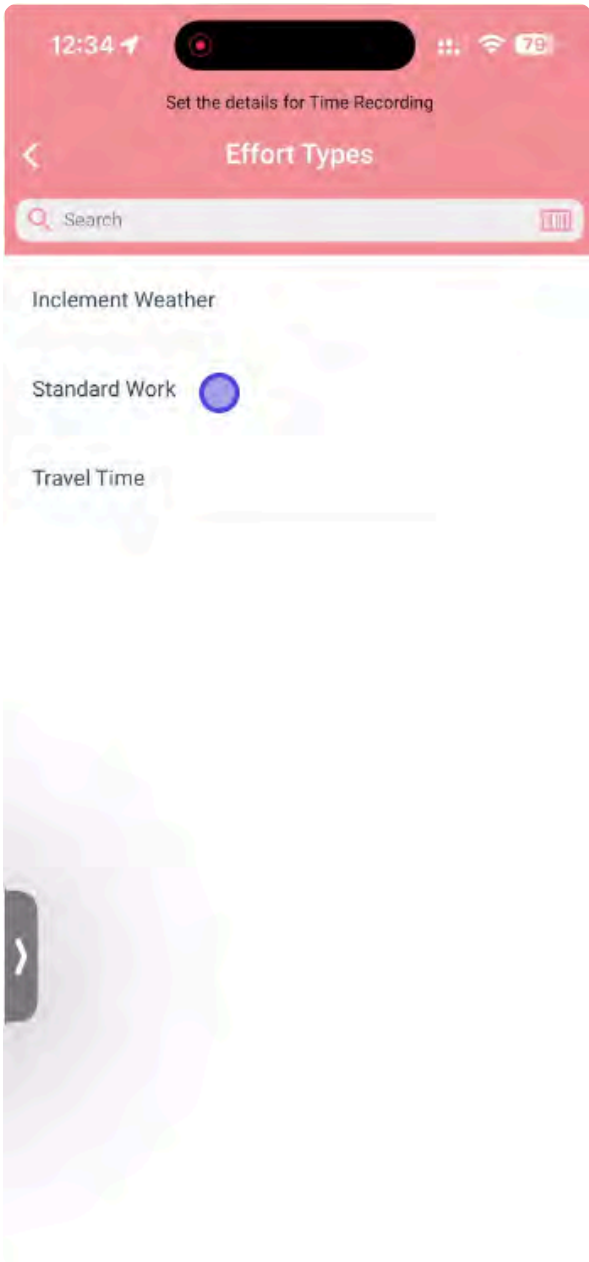 12:34
79
Set the details for Time Recording
Effort Types
Search
Inclement Weather
Standard Work
Travel Time